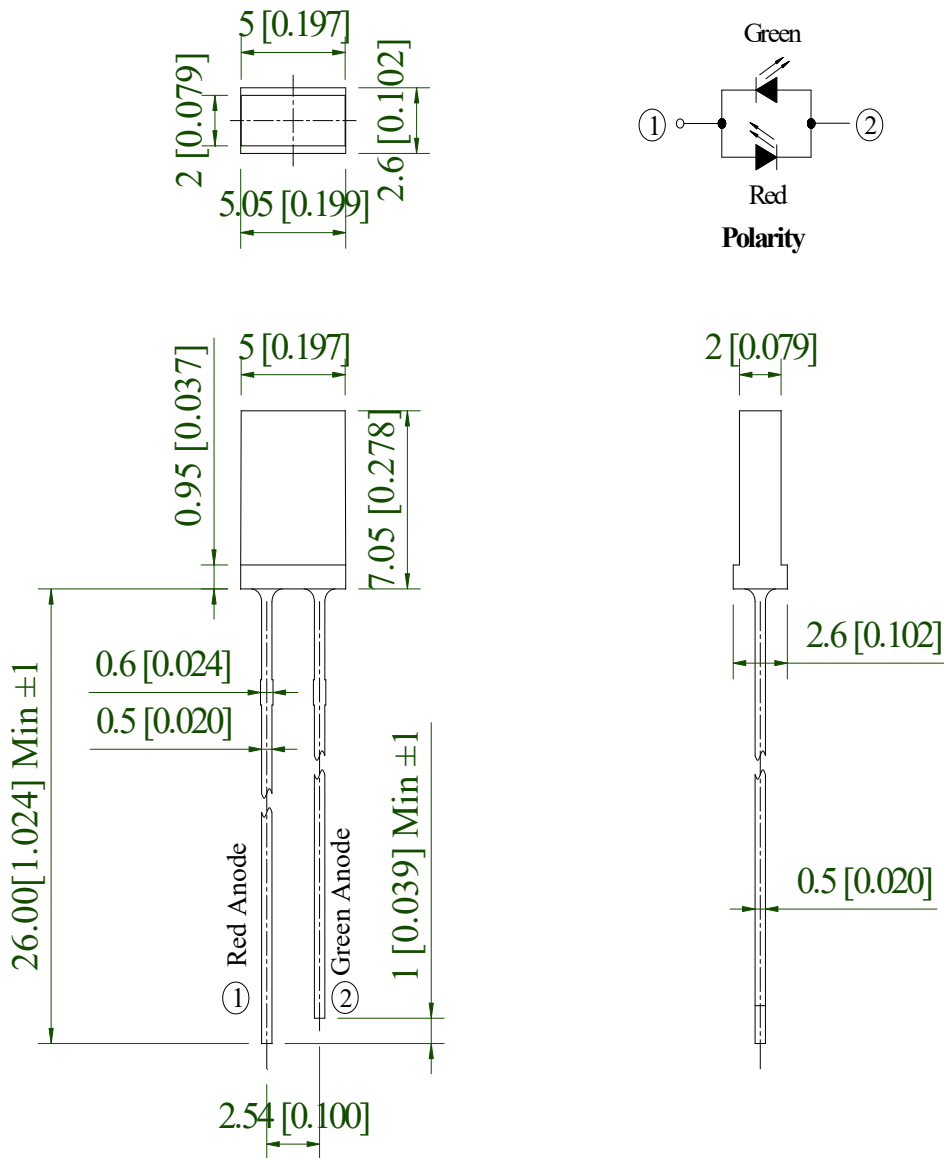 5 [0.197]
2 [0.079]
2.6 [0.102]
5.05 [0.199]
Green
1
2
Red
Polarity
5 [0.197]
0.95 [0.037]
7.05 [0.278]
2 [0.079]
2.6 [0.102]
0.6 [0.024]
0.5 [0.020]
26.00[1.024] Min ±1
1 Red Anode
2 Green Anode
1 [0.039] Min ±1
0.5 [0.020]
2.54 [0.100]